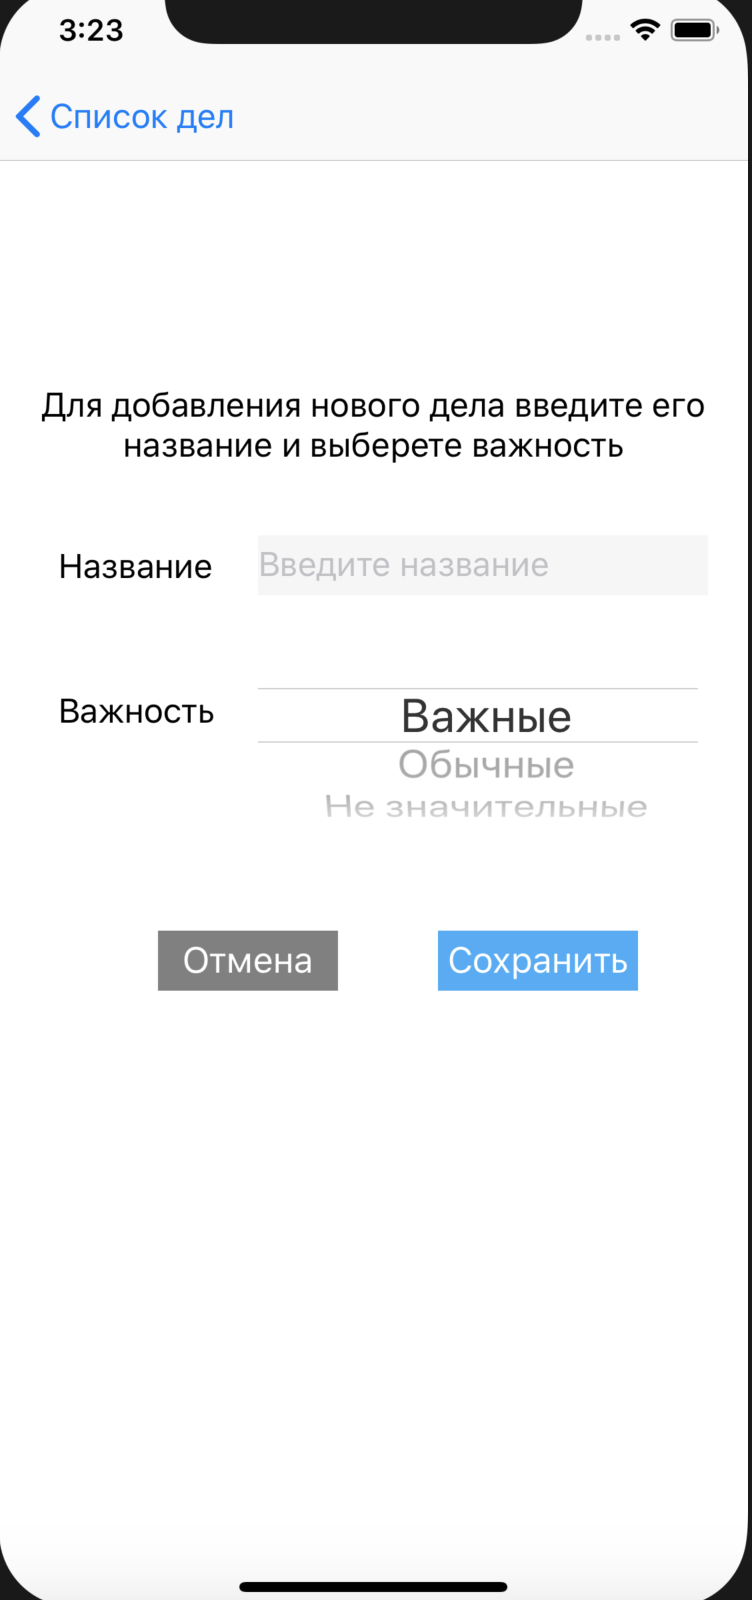 3:23
Список дел
Для добавления нового дела введите его
название и выберете важность
Название
Введите название
Важность
Важные
Обычные
Не значительные
Отмена
Сохранить